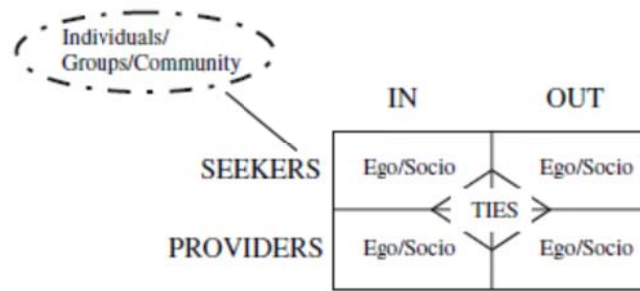 Individuals/
Groups/Community
IN OUT
SEEKERS Ego/Socio Ego/Socio
TIES
PROVIDERS Ego/Socio Ego/Socio